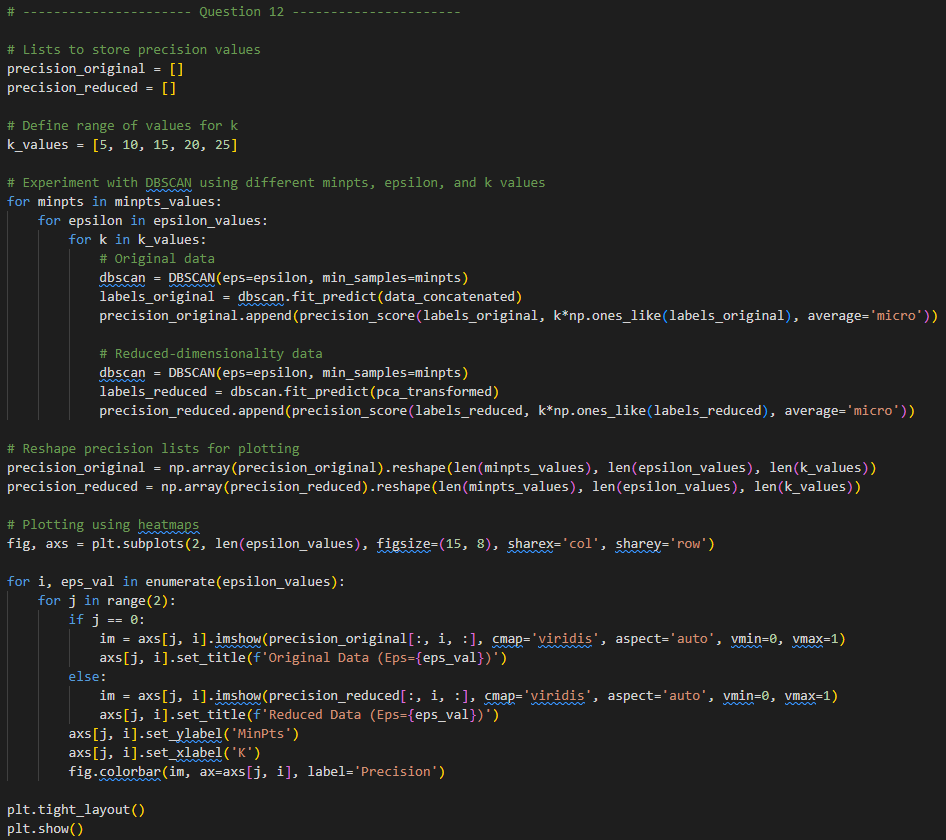 # ---------------------- Question 12 ----------------------
# Lists to store precision values
precision_original = []
precision_reduced = []
# Define range of values for k
k_values = [5, 10, 15, 20, 25]
# Experiment with DBSCAN using different minpts, epsilon, and k values
for minpts in minpts_values:
    for epsilon in epsilon_values:
        for k in k_values:
            # Original data
            dbscan = DBSCAN(eps=epsilon, min_samples=minpts)
            labels_original = dbscan.fit_predict(data_concatenated)
            precision_original.append(precision_score(labels_original, k*np.ones_like(labels_original), average='micro'))
            # Reduced-dimensionality data
            dbscan = DBSCAN(eps=epsilon, min_samples=minpts)
            labels_reduced = dbscan.fit_predict(pca_transformed)
            precision_reduced.append(precision_score(labels_reduced, k*np.ones_like(labels_reduced), average='micro'))
# Reshape precision lists for plotting
precision_original = np.array(precision_original).reshape(len(minpts_values), len(epsilon_values), len(k_values))
precision_reduced = np.array(precision_reduced).reshape(len(minpts_values), len(epsilon_values), len(k_values))
# Plotting using heatmaps
fig, axs = plt.subplots(2, len(epsilon_values), figsize=(15, 8), sharex='col', sharey='row')
for i, eps_val in enumerate(epsilon_values):
    for j in range(2):
        if j == 0:
            im = axs[j, i].imshow(precision_original[:, i, :], cmap='viridis', aspect='auto', vmin=0, vmax=1)
            axs[j, i].set_title(f'Original Data (Eps={eps_val})')
        else:
            im = axs[j, i].imshow(precision_reduced[:, i, :], cmap='viridis', aspect='auto', vmin=0, vmax=1)
            axs[j, i].set_title(f'Reduced Data (Eps={eps_val})')
        axs[j, i].set_ylabel('MinPts')
        axs[j, i].set_xlabel('K')
        fig.colorbar(im, ax=axs[j, i], label='Precision')
plt.tight_layout()
plt.show()